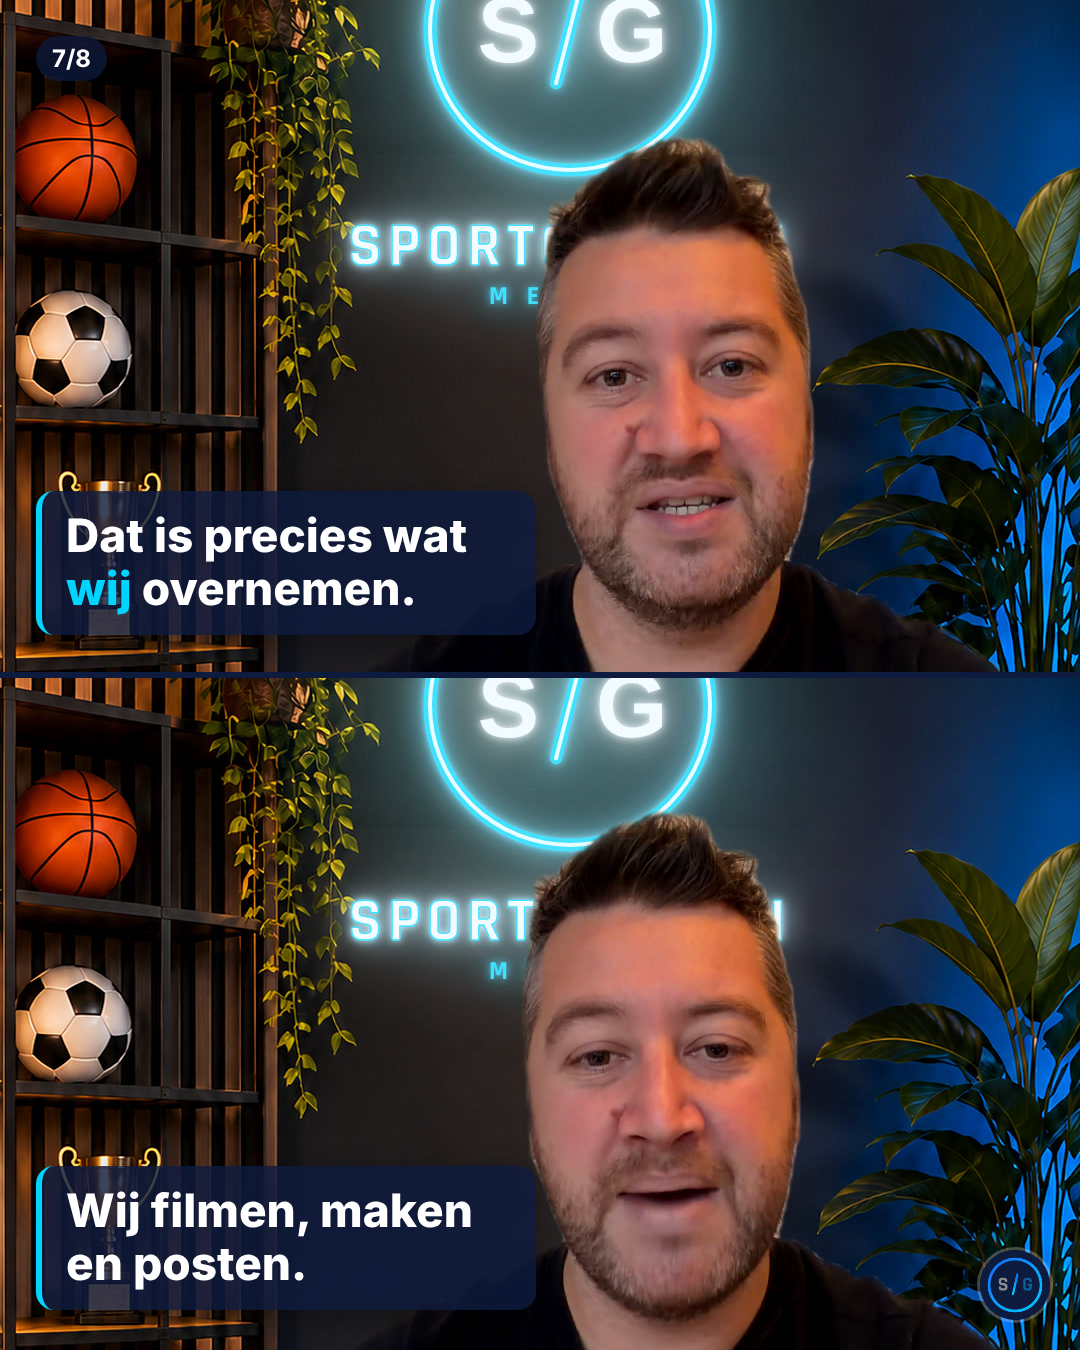 S/G
7/8
SPORT
M E
Dat is precies wat
wij overnemen.
S/G
SPORT
M
Wij filmen, maken
en posten.
S/G